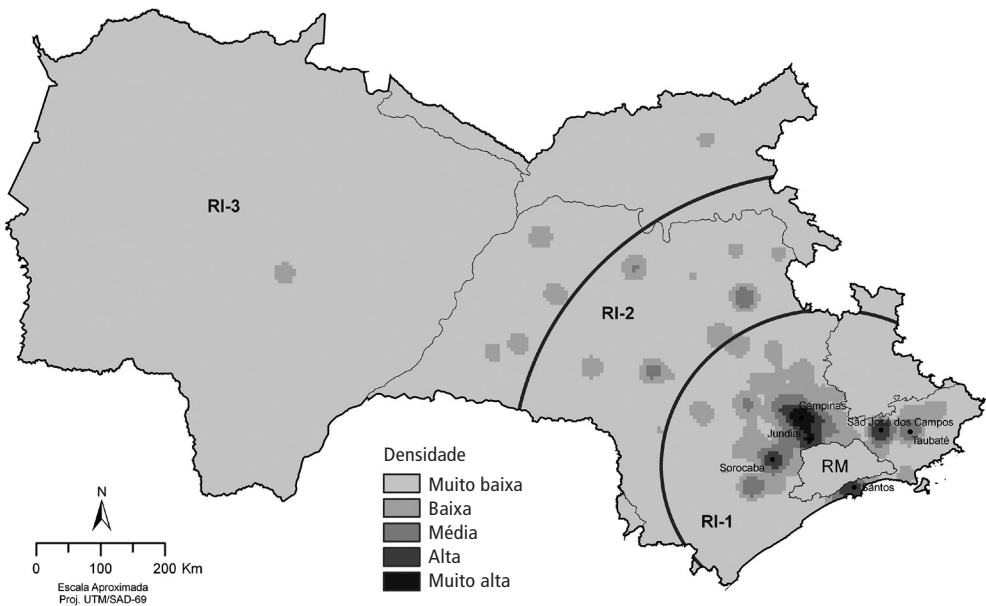 RI-3
RI-2
Campinas
São José dos Campos
Jundiaí
Taubaté
Sorocaba
RM
Santos
RI-1
Densidade
Muito baixa
Baixa
Média
Alta
Muito alta
N
0 100 200 Km
Escala Aproximada
Proj. UTM/SAD-69